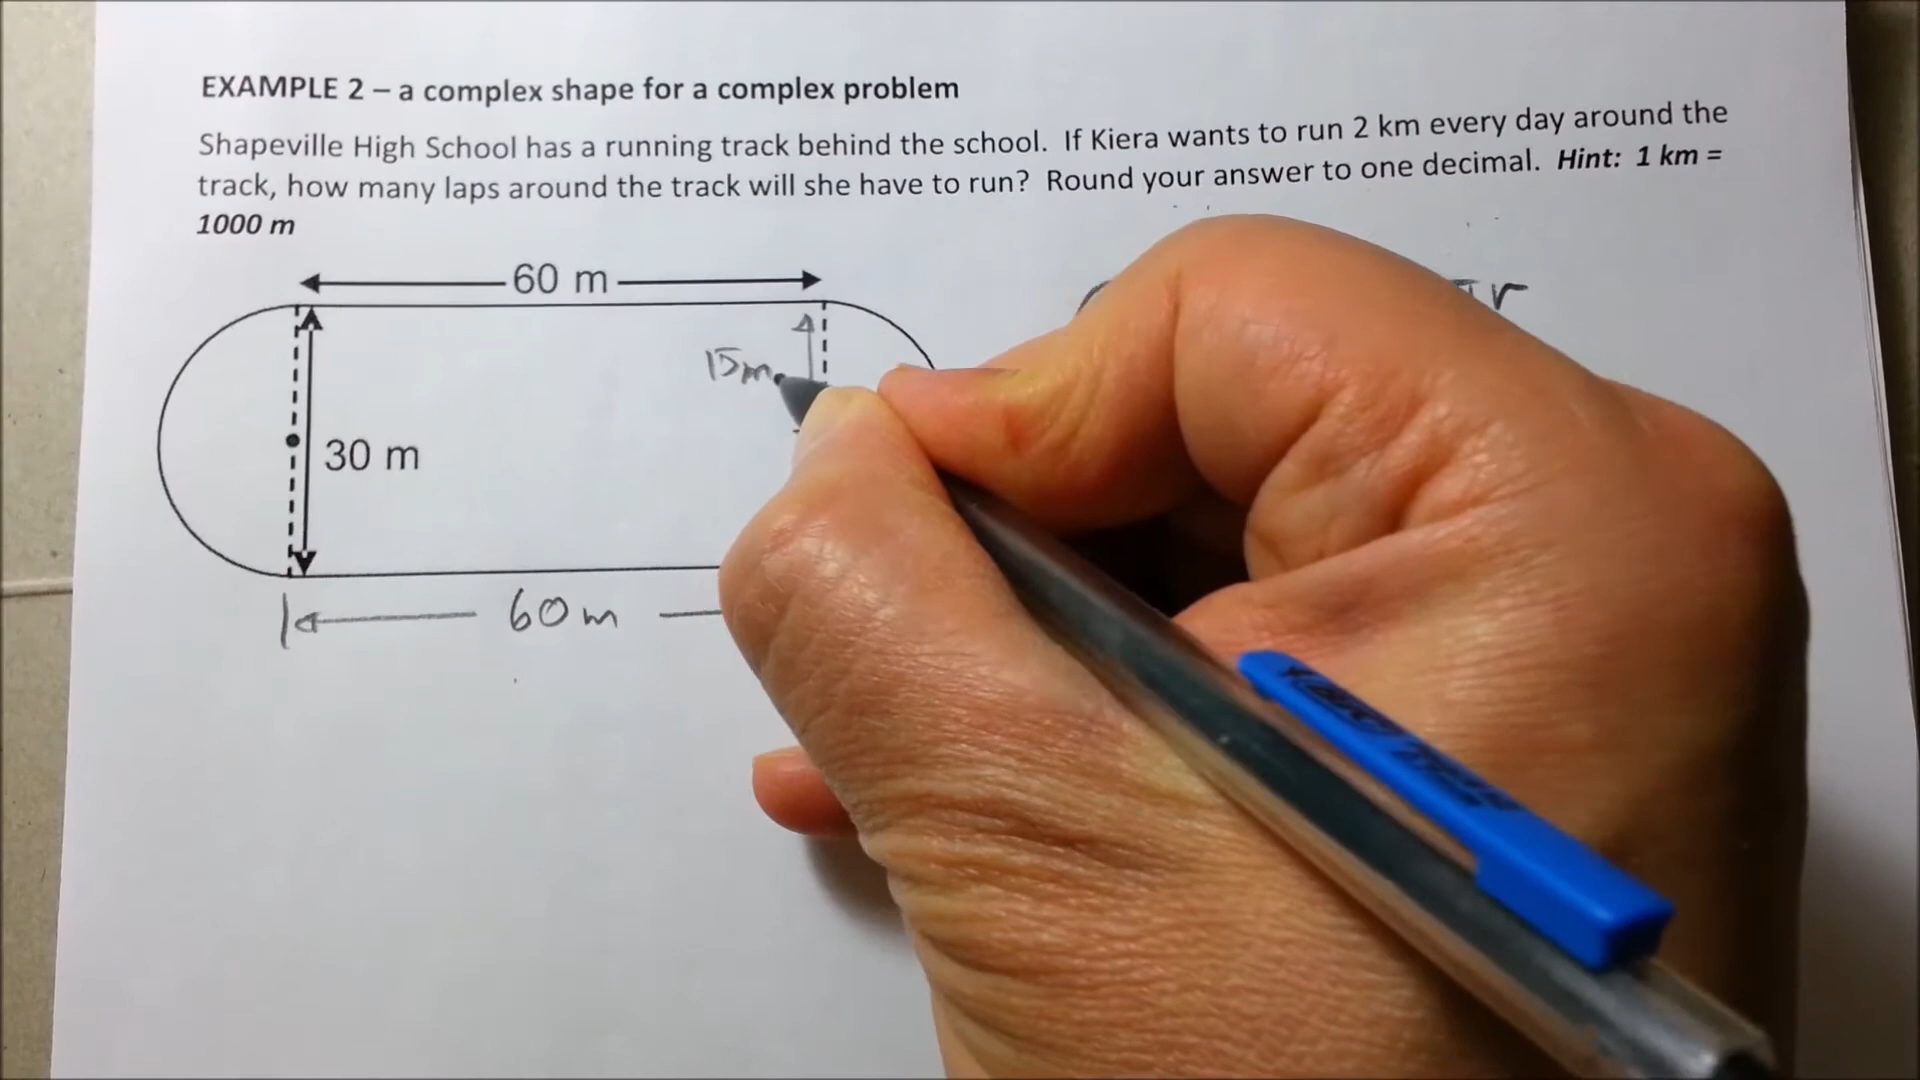 EXAMPLE 2 – a complex shape for a complex problem
Shapeville High School has a running track behind the school. If Kiera wants to run 2 km every day around the
track, how many laps around the track will she have to run? Round your answer to one decimal. Hint: 1 km =
1000 m
60 m
πr
15m
30 m
60 m